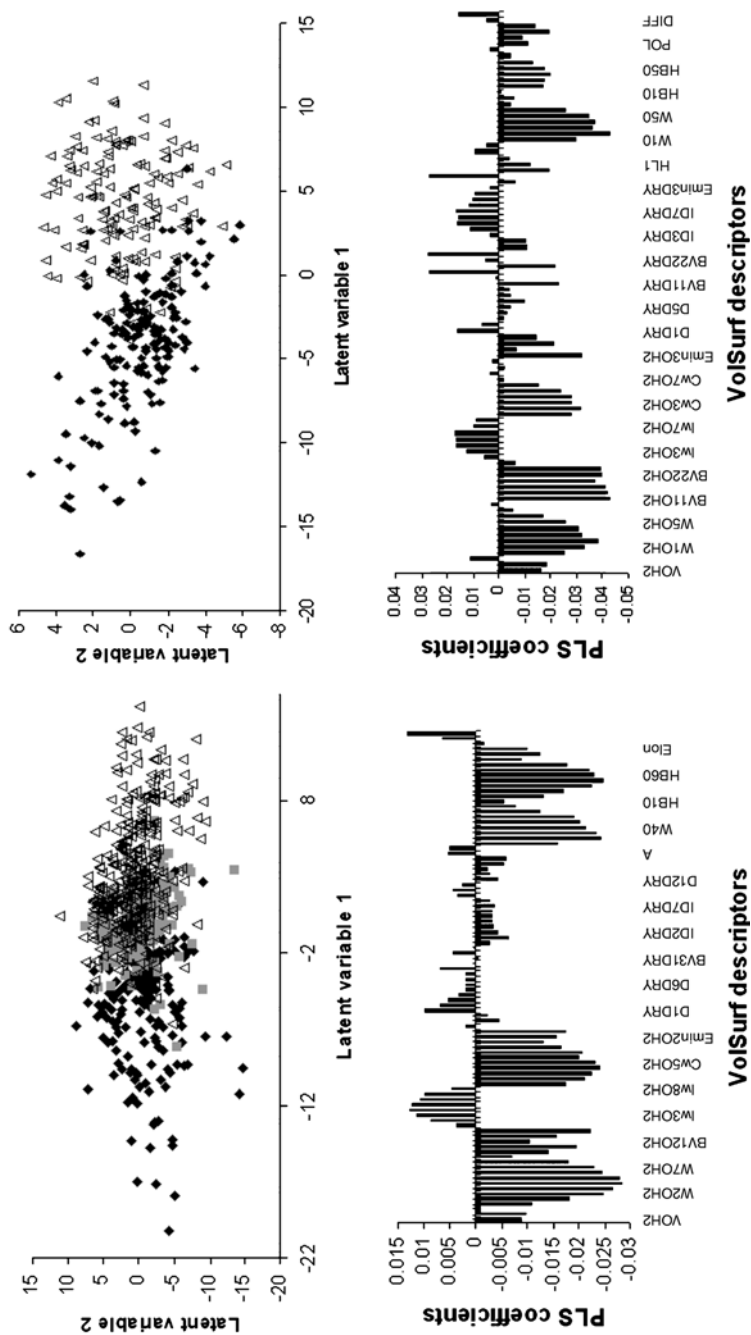 15
10
5
0
-5
-10
-15
-20
Latent variable 2
-22
-12
-2
8
Latent variable 1
6
4
2
0
-2
-4
-6
-8
Latent variable 2
-20
-15
-10
-5
0
5
10
15
Latent variable 1
0.015
0.01
0.005
0
-0.005
-0.01
-0.015
-0.02
-0.025
-0.03
PLS coefficients
VOH2
W2OH2
W7OH2
BV12OH2
Iw3OH2
Iw8OH2
Cw5OH2
Emin2OH2
D1DRY
D6DRY
BV31DRY
ID2DRY
ID7DRY
D12DRY
A
W40
HB10
HB60
Elon
VolSurf descriptors
0.04
0.03
0.02
0.01
0
-0.01
-0.02
-0.03
-0.04
-0.05
PLS coefficients
VOH2
W1OH2
W5OH2
BV11OH2
BV22OH2
Iw3OH2
Iw7OH2
Cw3OH2
Cw7OH2
Emin3OH2
D1DRY
D5DRY
BV11DRY
BV22DRY
ID3DRY
ID7DRY
Emin3DRY
HL1
W10
W50
HB10
HB50
POL
DIFF
VolSurf descriptors